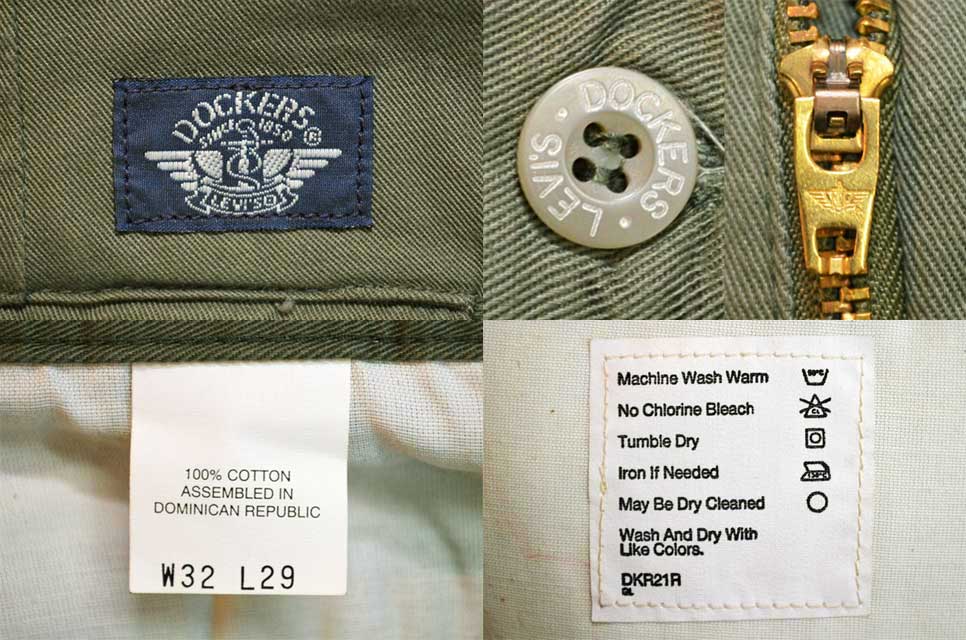 DOCKERS
SINCE 1850
®
LEVI'S®
DOCKERS
LEVI'S
100% COTTON
ASSEMBLED IN
DOMINICAN REPUBLIC
W32 L29
Machine Wash Warm
No Chlorine Bleach
CL
Tumble Dry
Iron If Needed
May Be Dry Cleaned
Wash And Dry With
Like Colors.
DKR21R